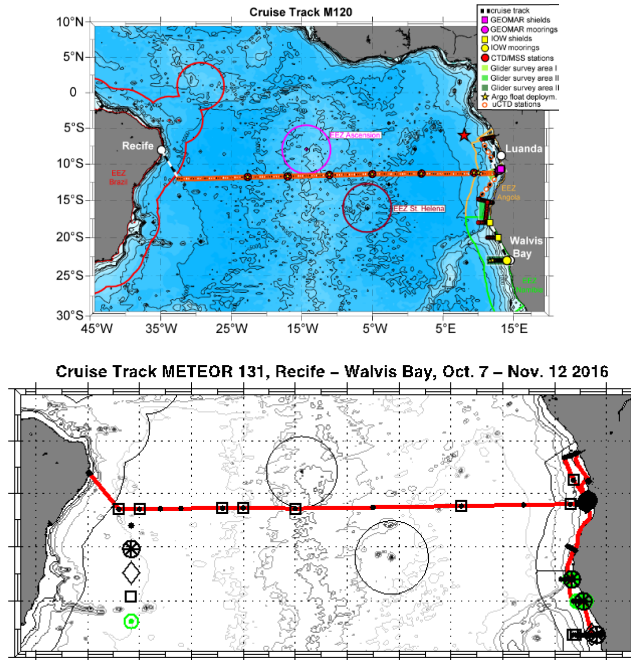 Cruise Track M120
10°N
5°N
0
5°S
10°S
15°S
20°S
25°S
30°S
45°W
35°W
25°W
15°W
5°W
5°E
15°E
Recife
EEZ Brazil
EEZ Ascension
EEZ St. Helena
Luanda
EEZ
Angola
Walvis
Bay
EEZ
cruise track
GEOMAR shields
GEOMAR moorings
IOW shields
IOW moorings
CTD/MSS stations
Glider survey area I
Glider survey area II
Glider survey area II
Argo float deploym.
uCTD stations
Cruise Track METEOR 131, Recife – Walvis Bay, Oct. 7 – Nov. 12 2016